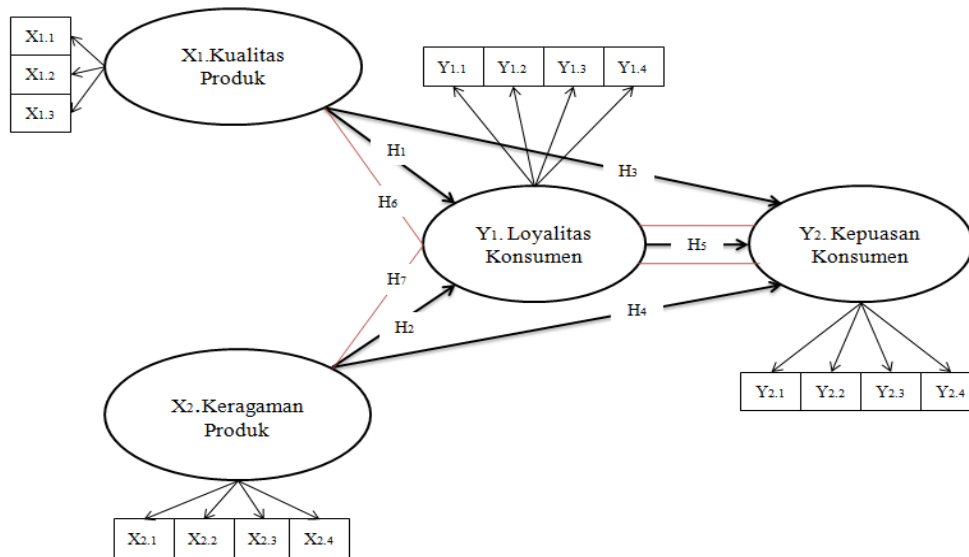 X1.1
X1.2
X1.3
X1.Kualitas
Produk
Y1.1 Y1.2 Y1.3 Y1.4
H1
H3
H6
Y1. Loyalitas
Konsumen
H5
Y2. Kepuasan
Konsumen
H7
H2
H4
X2.Keragaman
Produk
Y2.1 Y2.2 Y2.3 Y2.4
X2.1 X2.2 X2.3 X2.4